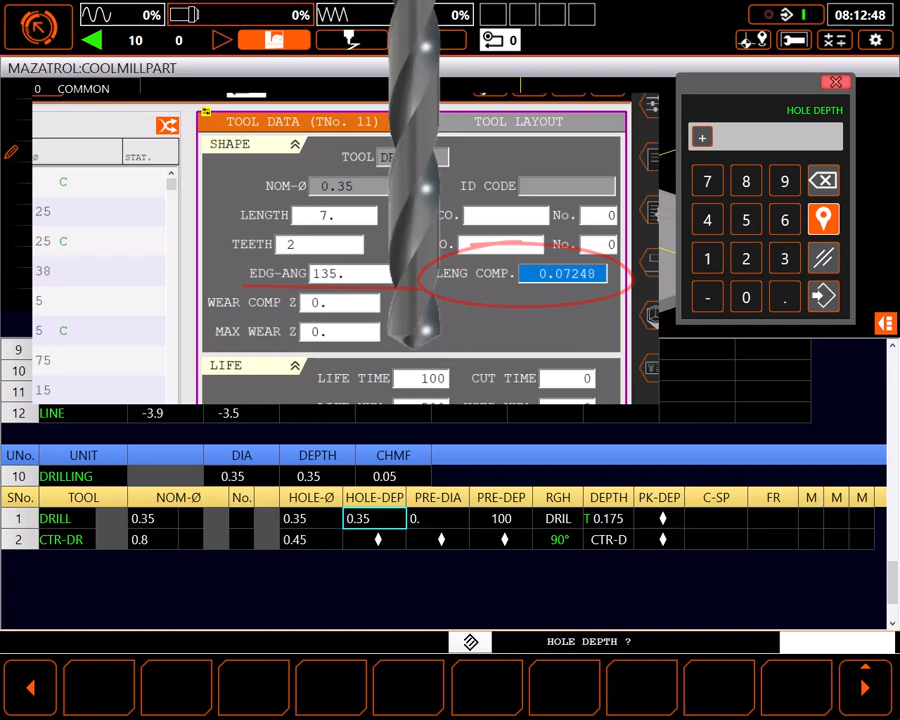 0% 0% 0% 08:12:48
10 0 0
MAZATROL:COOLMILLPART
0 COMMON
TOOL DATA (TNo. 11) TOOL LAYOUT
HOLE DEPTH
+
SHAPE
Ø STAT.
TOOL
NOM-Ø 0.35 ID CODE
LENGTH 7. CO. No. 0
TEETH 2 No. 0
EDG-ANG 135. LENG COMP. 0.07248
WEAR COMP Z 0.
MAX WEAR Z 0.
LIFE
LIFE TIME 100 CUT TIME 0
C
25
25 C
38
5
5 C
75
15
7 8 9
4 5 6
1 2 3
- 0 .
9
10
11
12 LINE -3.9 -3.5
UNo. UNIT DIA DEPTH CHMF
10 DRILLING 0.35 0.35 0.05
SNo. TOOL NOM-Ø No. HOLE-Ø HOLE-DEP PRE-DIA PRE-DEP RGH DEPTH PK-DEP C-SP FR M M M
1 DRILL 0.35 0.35 0.35 0. 100 DRIL T 0.175 ♦
2 CTR-DR 0.8 0.45 ♦ ♦ ♦ 90° CTR-D ♦
HOLE DEPTH ?